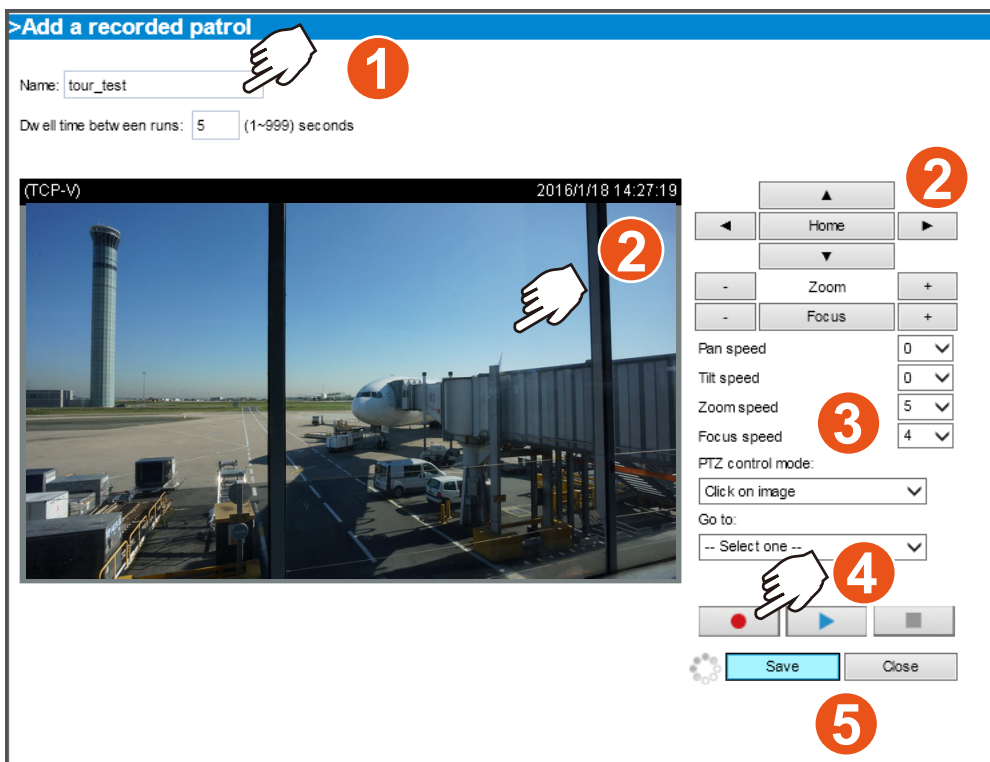 >Add a recorded patrol
1
Name: tour_test
Dwell time between runs: 5 (1~999) seconds
(TCP-V) 2016/1/18 14:27:19
2
2
Home
- Zoom +
- Focus +
Pan speed 0
Tilt speed 0
Zoom speed 5
3
Focus speed 4
PTZ control mode:
Click on image
Go to:
-- Select one --
4
Save Close
5